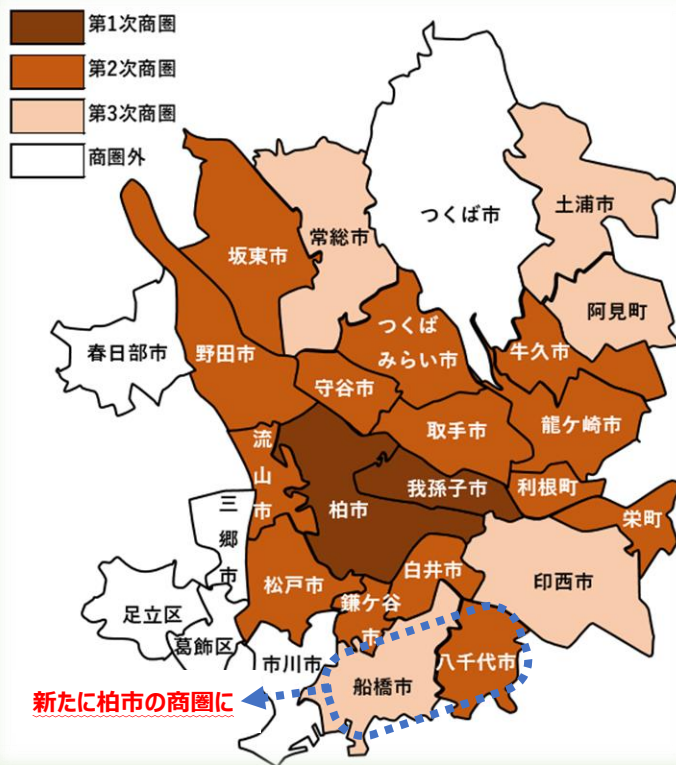 第1次商圏
第2次商圏
第3次商圏
商圏外
つくば市
土浦市
常総市
坂東市
阿見町
つくば
みらい市
牛久市
春日部市
野田市
守谷市
取手市
龍ケ崎市
流山市
我孫子市
利根町
柏市
三郷市
栄町
白井市
印西市
松戸市
鎌ケ谷
市
足立区
葛飾区
市川市
八千代市
船橋市
新たに柏市の商圏に